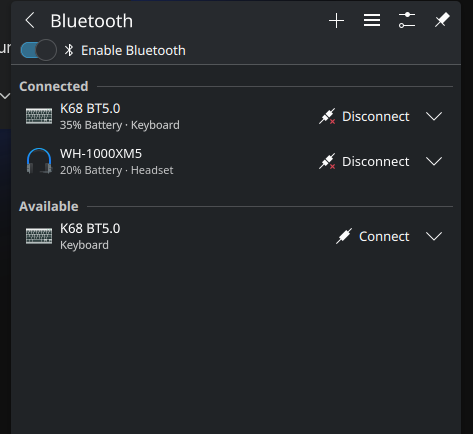 Bluetooth
Enable Bluetooth
Connected
K68 BT5.0
35% Battery · Keyboard
Disconnect
WH-1000XM5
20% Battery · Headset
Disconnect
Available
K68 BT5.0
Keyboard
Connect